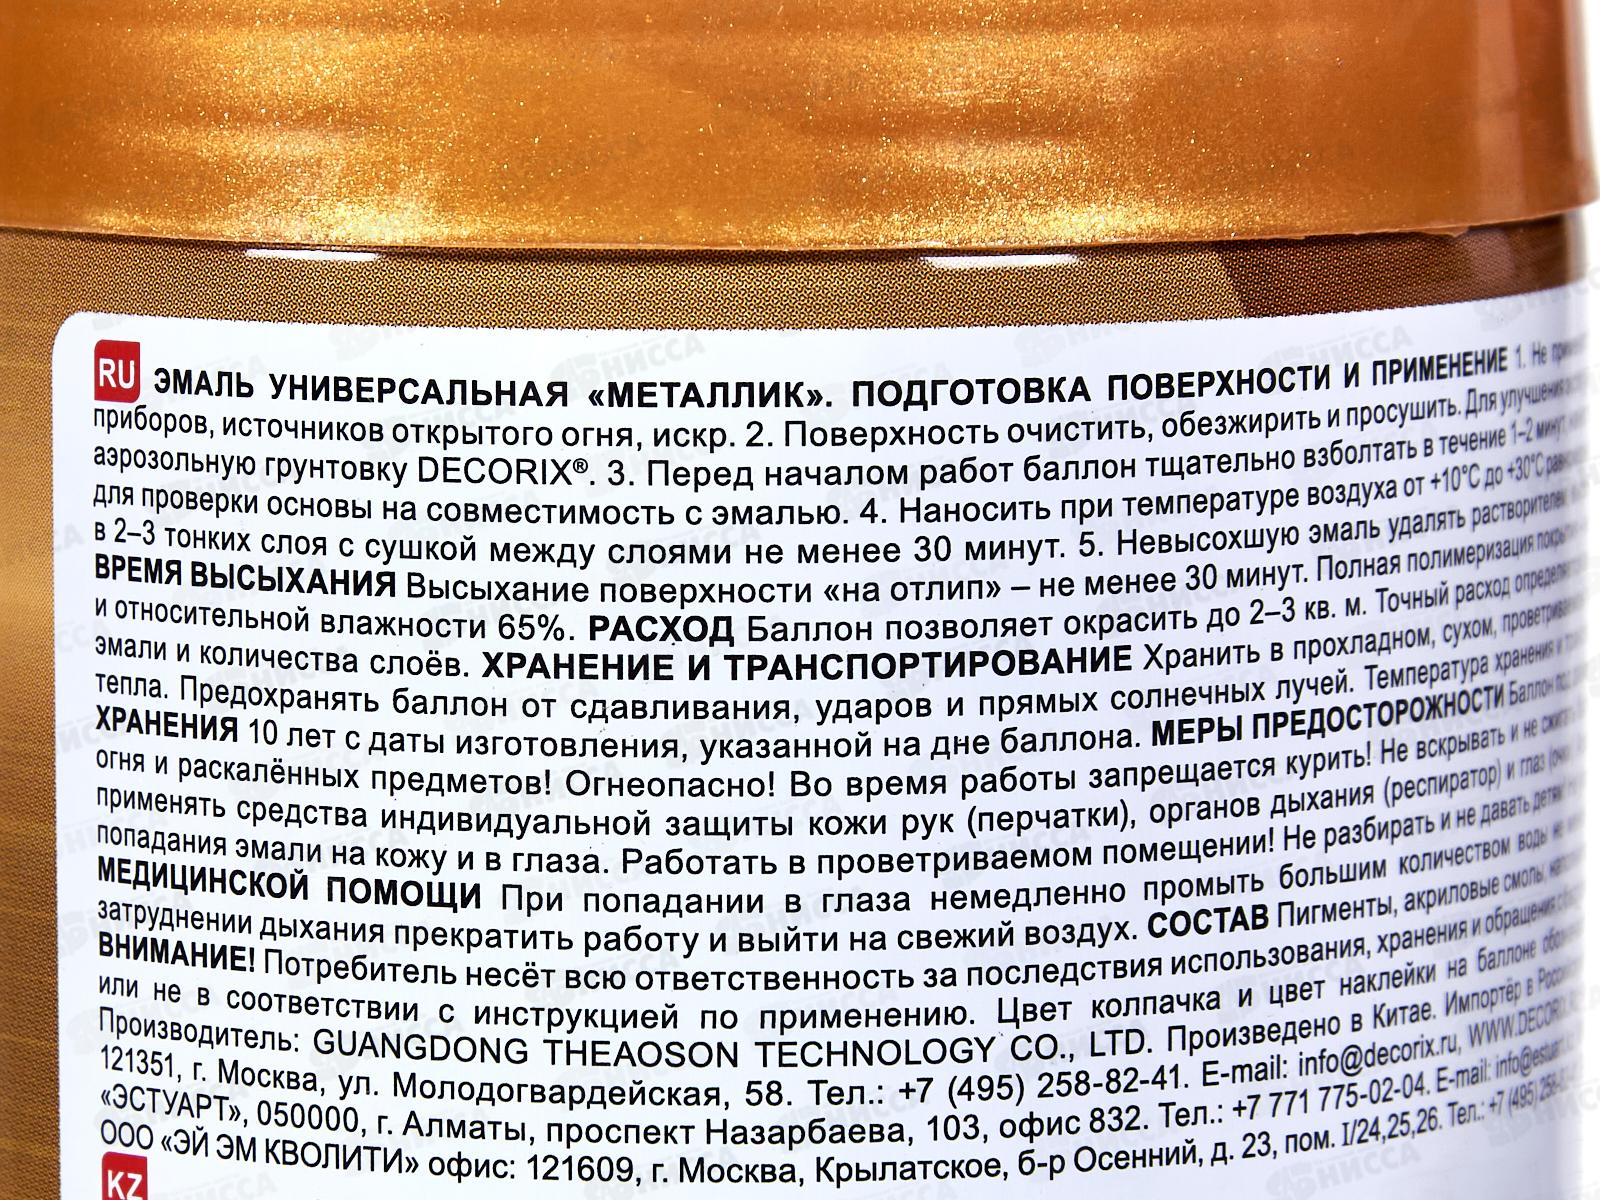 RU ЭМАЛЬ УНИВЕРСАЛЬНАЯ «МЕТАЛЛИК». ПОДГОТОВКА ПОВЕРХНОСТИ И ПРИМЕНЕНИЕ 1. Не
приборов, источников открытого огня, искр. 2. Поверхность очистить, обезжирить и просушить. Для улучшения
аэрозольную грунтовку DECORIX®. 3. Перед началом работ баллон тщательно взболтать в течение 1–2 минут,
для проверки основы на совместимость с эмалью. 4. Наносить при температуре воздуха от +10°C до +30°C
в 2–3 тонких слоя с сушкой между слоями не менее 30 минут. 5. Невысохшую эмаль удалять растворителем
ВРЕМЯ ВЫСЫХАНИЯ Высыхание поверхности «на отлип» – не менее 30 минут. Полная полимеризация
и относительной влажности 65%. РАСХОД Баллон позволяет окрасить до 2–3 кв. м. Точный расход
эмали и количества слоёв. ХРАНЕНИЕ И ТРАНСПОРТИРОВАНИЕ Хранить в прохладном, сухом,
тепла. Предохранять баллон от сдавливания, ударов и прямых солнечных лучей. Температура хранения и
ХРАНЕНИЯ 10 лет с даты изготовления, указанной на дне баллона. МЕРЫ ПРЕДОСТОРОЖНОСТИ Баллон
огня и раскалённых предметов! Огнеопасно! Во время работы запрещается курить! Не вскрывать и не сжигать
применять средства индивидуальной защиты кожи рук (перчатки), органов дыхания (респиратор) и глаз
попадания эмали на кожу и в глаза. Работать в проветриваемом помещении! Не разбирать и не давать детям
МЕДИЦИНСКОЙ ПОМОЩИ При попадании в глаза немедленно промыть большим количеством воды
затруднении дыхания прекратить работу и выйти на свежий воздух. СОСТАВ Пигменты, акриловые смолы,
ВНИМАНИЕ! Потребитель несёт всю ответственность за последствия использования, хранения и обращения
или не в соответствии с инструкцией по применению. Цвет колпачка и цвет наклейки на баллоне
Производитель: GUANGDONG THEAOSON TECHNOLOGY CO., LTD. Произведено в Китае. Импортёр в
121351, г. Москва, ул. Молодогвардейская, 58. Тел.: +7 (495) 258-82-41. E-mail: info@decorix.ru,
«ЭСТУАРТ», 050000, г. Алматы, проспект Назарбаева, 103, офис 832. Тел.: +7 771 775-02-04. E-mail:
ООО «ЭЙ ЭМ КВОЛИТИ» офис: 121609, г. Москва, Крылатское, б-р Осенний, д. 23, пом. I/24,25,26. Тел.: +7 (495)
KZ